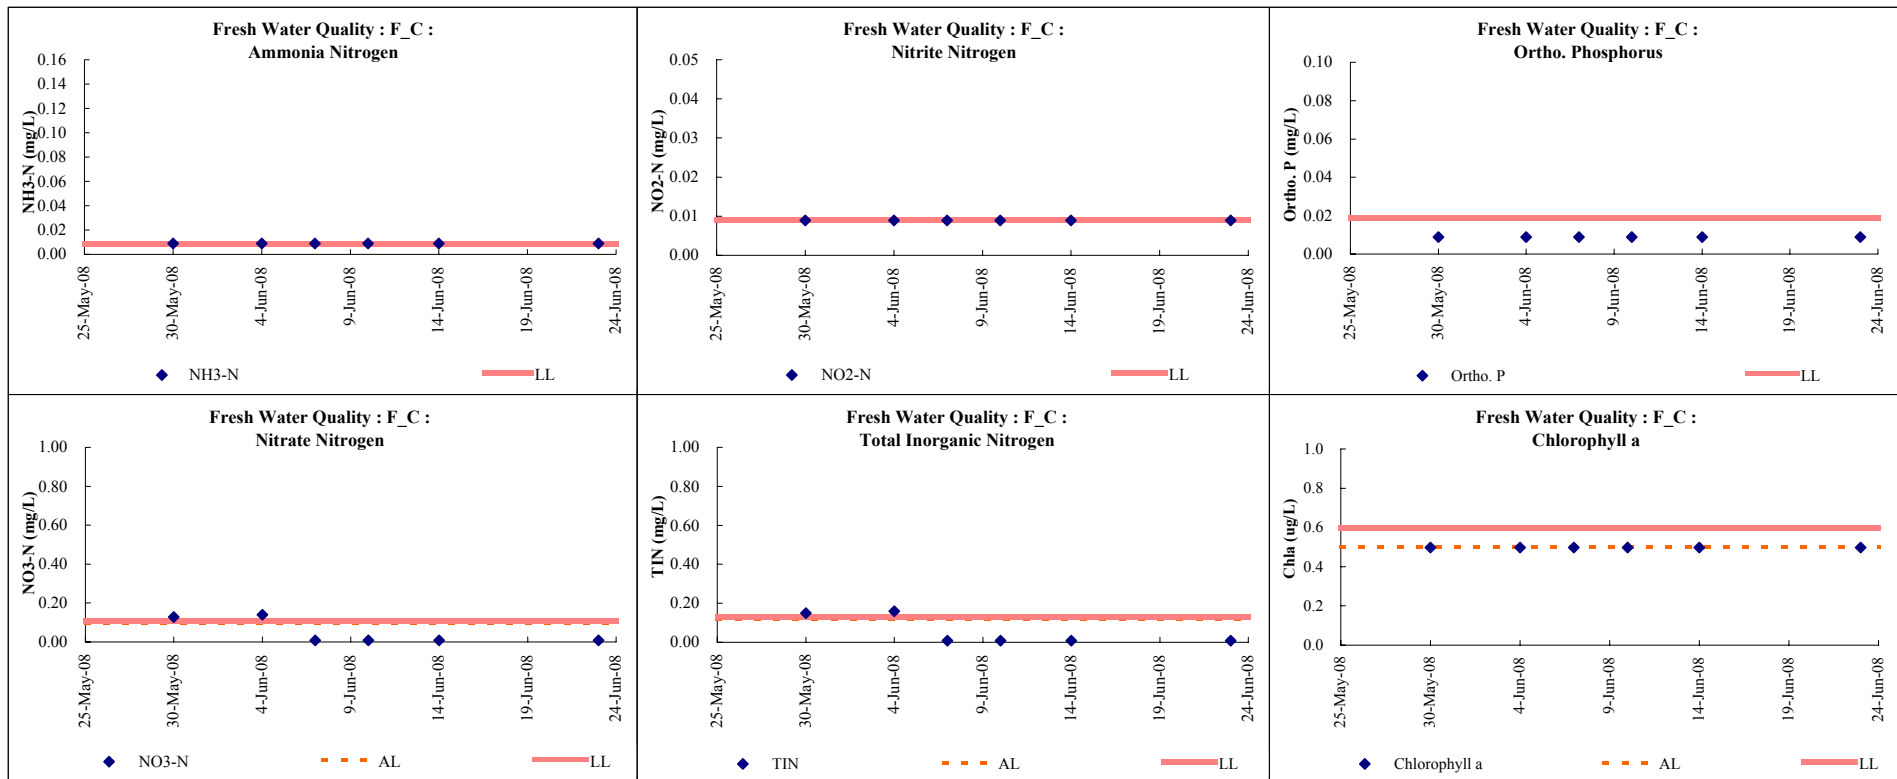 Fresh Water Quality : F_C :
Ammonia Nitrogen
0.16
0.14
0.12
0.10
0.08
0.06
0.04
0.02
0.00
NH3-N (mg/L)
25-May-08
30-May-08
4-Jun-08
9-Jun-08
14-Jun-08
19-Jun-08
24-Jun-08
NH3-N
LL
Fresh Water Quality : F_C :
Nitrite Nitrogen
0.05
0.04
0.03
0.02
0.01
0.00
NO2-N (mg/L)
25-May-08
30-May-08
4-Jun-08
9-Jun-08
14-Jun-08
19-Jun-08
24-Jun-08
NO2-N
LL
Fresh Water Quality : F_C :
Ortho. Phosphorus
0.10
0.08
0.06
0.04
0.02
0.00
Ortho. P (mg/L)
25-May-08
30-May-08
4-Jun-08
9-Jun-08
14-Jun-08
19-Jun-08
24-Jun-08
Ortho. P
LL
Fresh Water Quality : F_C :
Nitrate Nitrogen
1.00
0.80
0.60
0.40
0.20
0.00
NO3-N (mg/L)
25-May-08
30-May-08
4-Jun-08
9-Jun-08
14-Jun-08
19-Jun-08
24-Jun-08
NO3-N
AL
LL
Fresh Water Quality : F_C :
Total Inorganic Nitrogen
1.00
0.80
0.60
0.40
0.20
0.00
TIN (mg/L)
25-May-08
30-May-08
4-Jun-08
9-Jun-08
14-Jun-08
19-Jun-08
24-Jun-08
TIN
AL
LL
Fresh Water Quality : F_C :
Chlorophyll a
1.0
0.8
0.6
0.4
0.2
0.0
Chla (ug/L)
25-May-08
30-May-08
4-Jun-08
9-Jun-08
14-Jun-08
19-Jun-08
24-Jun-08
Chlorophyll a
AL
LL